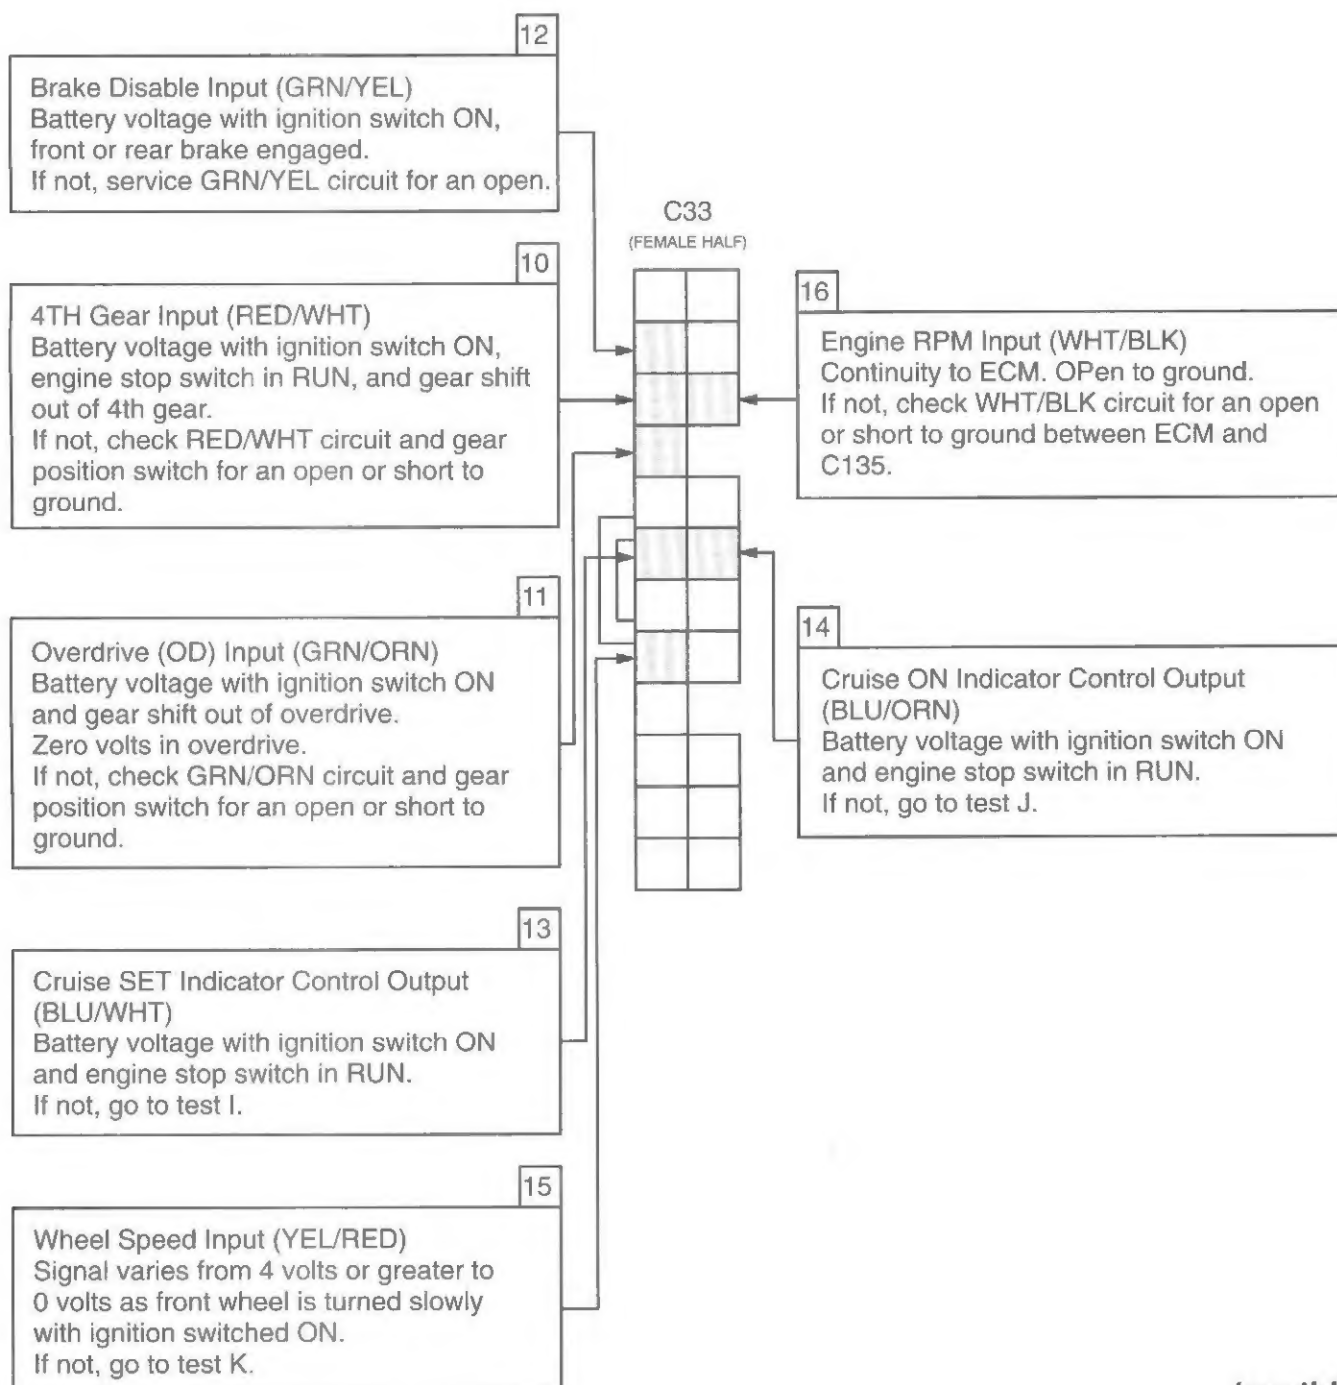 12
Brake Disable Input (GRN/YEL)
Battery voltage with ignition switch ON,
front or rear brake engaged.
If not, service GRN/YEL circuit for an open.
10
4TH Gear Input (RED/WHT)
Battery voltage with ignition switch ON,
engine stop switch in RUN, and gear shift
out of 4th gear.
If not, check RED/WHT circuit and gear
position switch for an open or short to
ground.
11
Overdrive (OD) Input (GRN/ORN)
Battery voltage with ignition switch ON
and gear shift out of overdrive.
Zero volts in overdrive.
If not, check GRN/ORN circuit and gear
position switch for an open or short to
ground.
13
Cruise SET Indicator Control Output
(BLU/WHT)
Battery voltage with ignition switch ON
and engine stop switch in RUN.
If not, go to test I.
15
Wheel Speed Input (YEL/RED)
Signal varies from 4 volts or greater to
0 volts as front wheel is turned slowly
with ignition switched ON.
If not, go to test K.
C33
(FEMALE HALF)
16
Engine RPM Input (WHT/BLK)
Continuity to ECM. OPen to ground.
If not, check WHT/BLK circuit for an open
or short to ground between ECM and
C135.
14
Cruise ON Indicator Control Output
(BLU/ORN)
Battery voltage with ignition switch ON
and engine stop switch in RUN.
If not, go to test J.